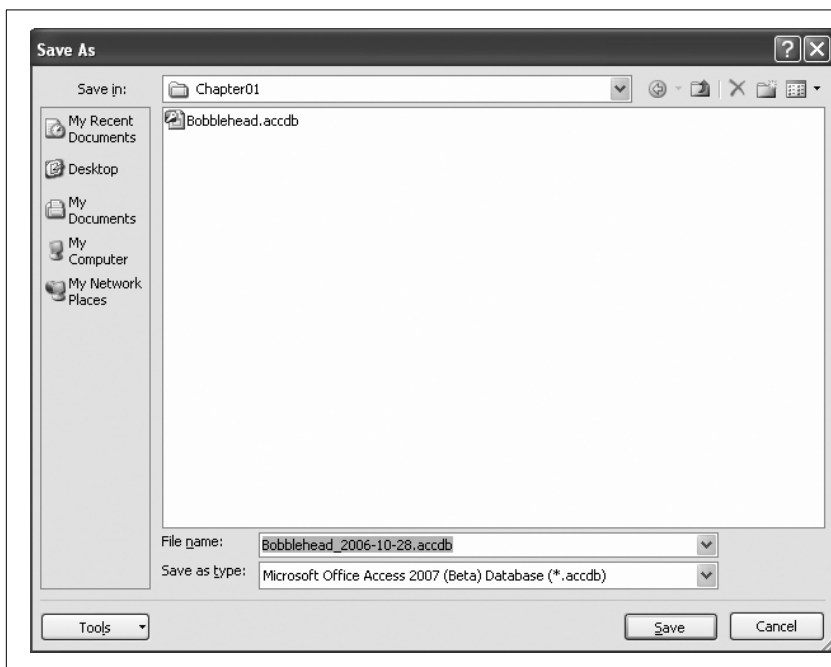 Save As
Save in:
Chapter01
My Recent
Documents
Desktop
My
Documents
My
Computer
My Network
Places
Bobblehead.accdb
File name:
Bobblehead_2006-10-28.accdb
Save as type:
Microsoft Office Access 2007 (Beta) Database (*.accdb)
Tools
Save
Cancel